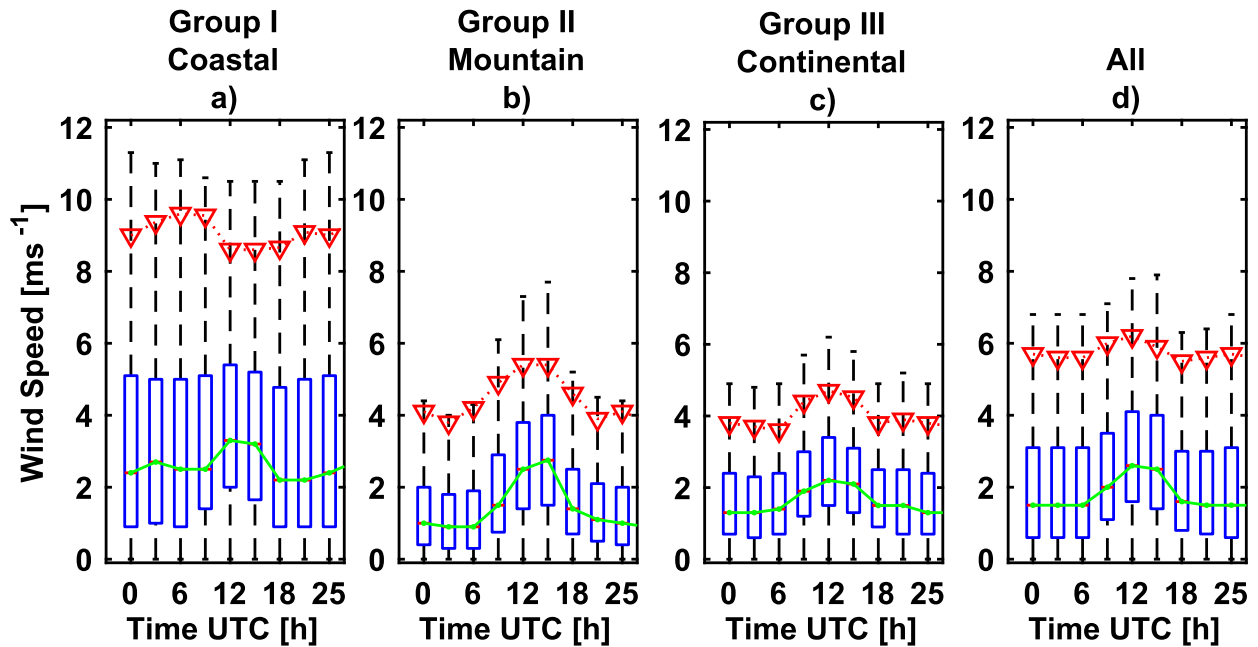 Group I
Coastal
a)
Group II
Mountain
b)
Group III
Continental
c)
All
d)
Wind Speed [ms -1]
12
10
8
6
4
2
0
0 6 12 18 25
Time UTC [h]
12
10
8
6
4
2
0
0 6 12 18 25
Time UTC [h]
12
10
8
6
4
2
0
0 6 12 18 25
Time UTC [h]
12
10
8
6
4
2
0
0 6 12 18 25
Time UTC [h]